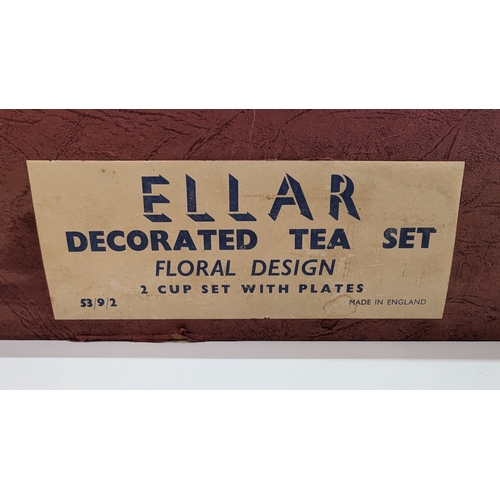 ELLAR
DECORATED TEA SET
FLORAL DESIGN
2 CUP SET WITH PLATES
53/9/2 MADE IN ENGLAND